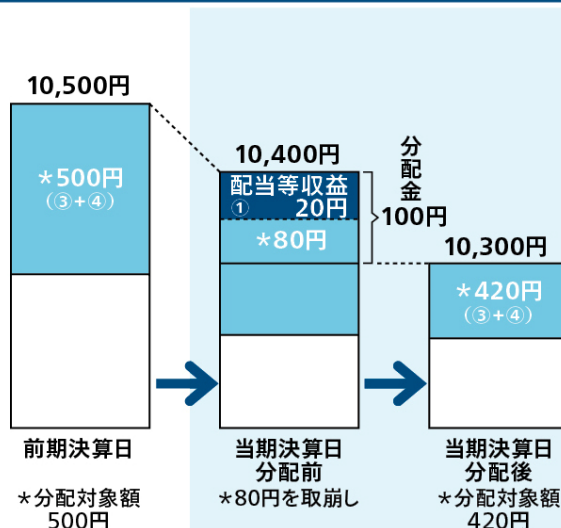 10,500円
*500円
(③+④)
前期決算日
*分配対象額
500円
10,400円
配当等収益
① 20円
*80円
分配金
100円
当期決算日
分配前
*80円を取崩し
10,300円
*420円
(③+④)
当期決算日
分配後
*分配対象額
420円